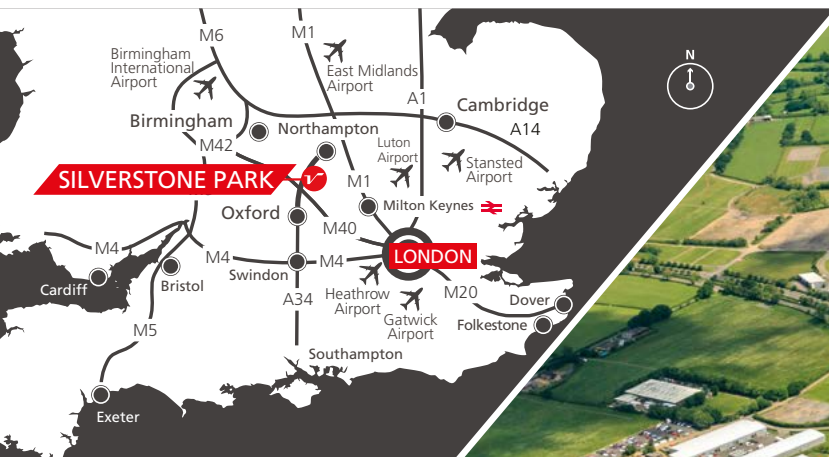 M6
M1
N
Birmingham
International
Airport
East Midlands
Airport
A1
Cambridge
A14
Birmingham
Northampton
M42
Luton
Airport
Stansted
Airport
SILVERSTONE PARK
M1
Milton Keynes
Oxford
M40
M4
M4
Swindon
M4
LONDON
Cardiff
Bristol
A34
Heathrow
Airport
M20
Dover
Gatwick
Airport
Folkestone
M5
Southampton
Exeter